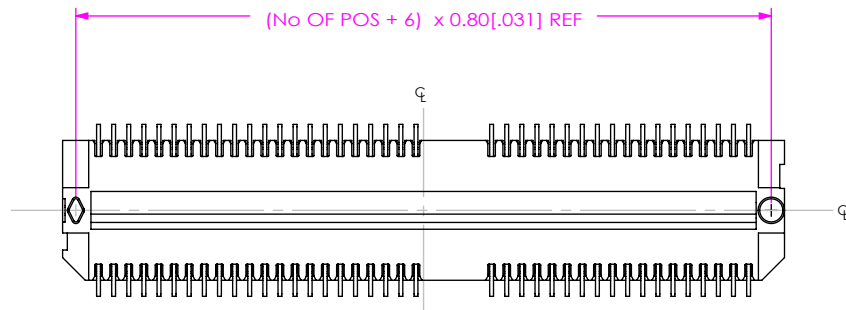 (No OF POS + 6) x 0.80[.031] REF
℄
℄